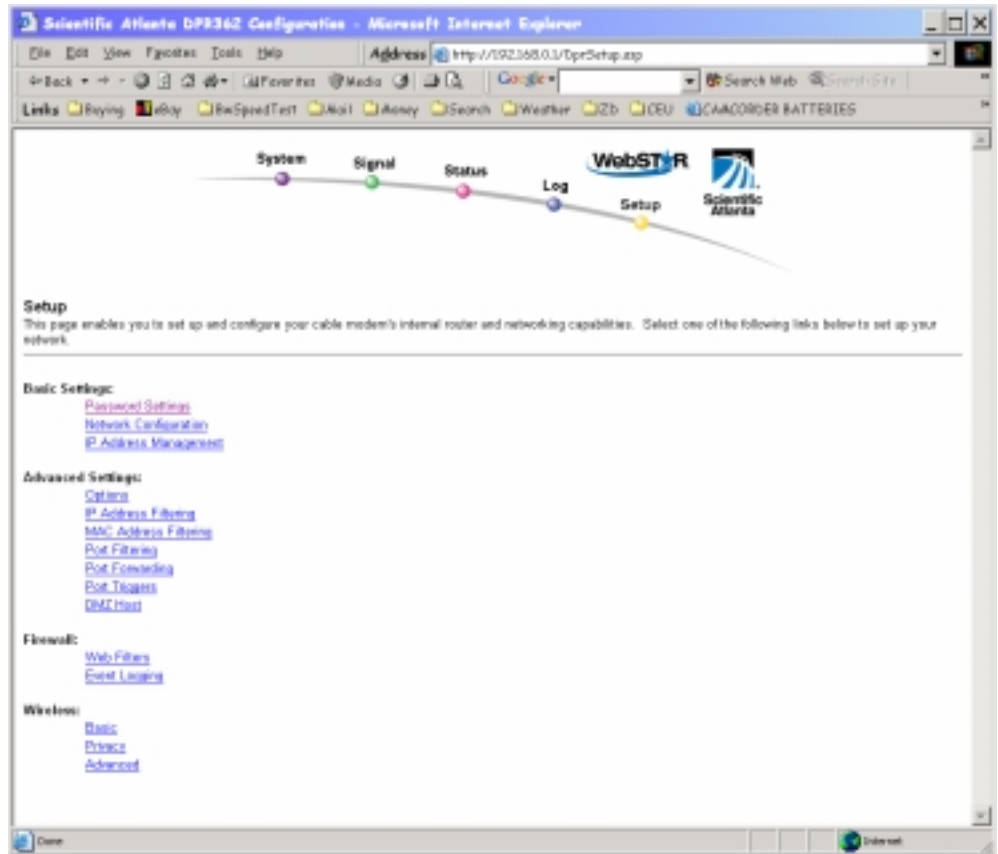 Scientific Atlanta DPR362 Configuration - Microsoft Internet Explorer
File Edit View Favorites Tools Help Address http://192.168.0.1/DprSetup.asp
Back Favorites Media Google Search Web Search Site
Links Buying eBay BwSpeedTest Mail Money Search Weather ZD CEU CAMCORDER BATTERIES
System Signal Status Log Setup
WebSTAR
Scientific
Atlanta
Setup
This page enables you to set up and configure your cable modem's internal router and networking capabilities. Select one of the following links below to set up your
network.
Basic Settings:
Password Settings
Network Configuration
IP Address Management
Advanced Settings:
Options
IP Address Filtering
MAC Address Filtering
Port Filtering
Port Forwarding
Port Triggers
DMZ Host
Firewall:
Web Filters
Event Logging
Wireless:
Basic
Privacy
Advanced
Done Internet